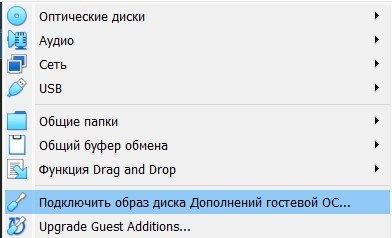 Оптические диски
Аудио
Сеть
USB
Общие папки
Общий буфер обмена
Функция Drag and Drop
Подключить образ диска Дополнений гостевой ОС...
Upgrade Guest Additions...